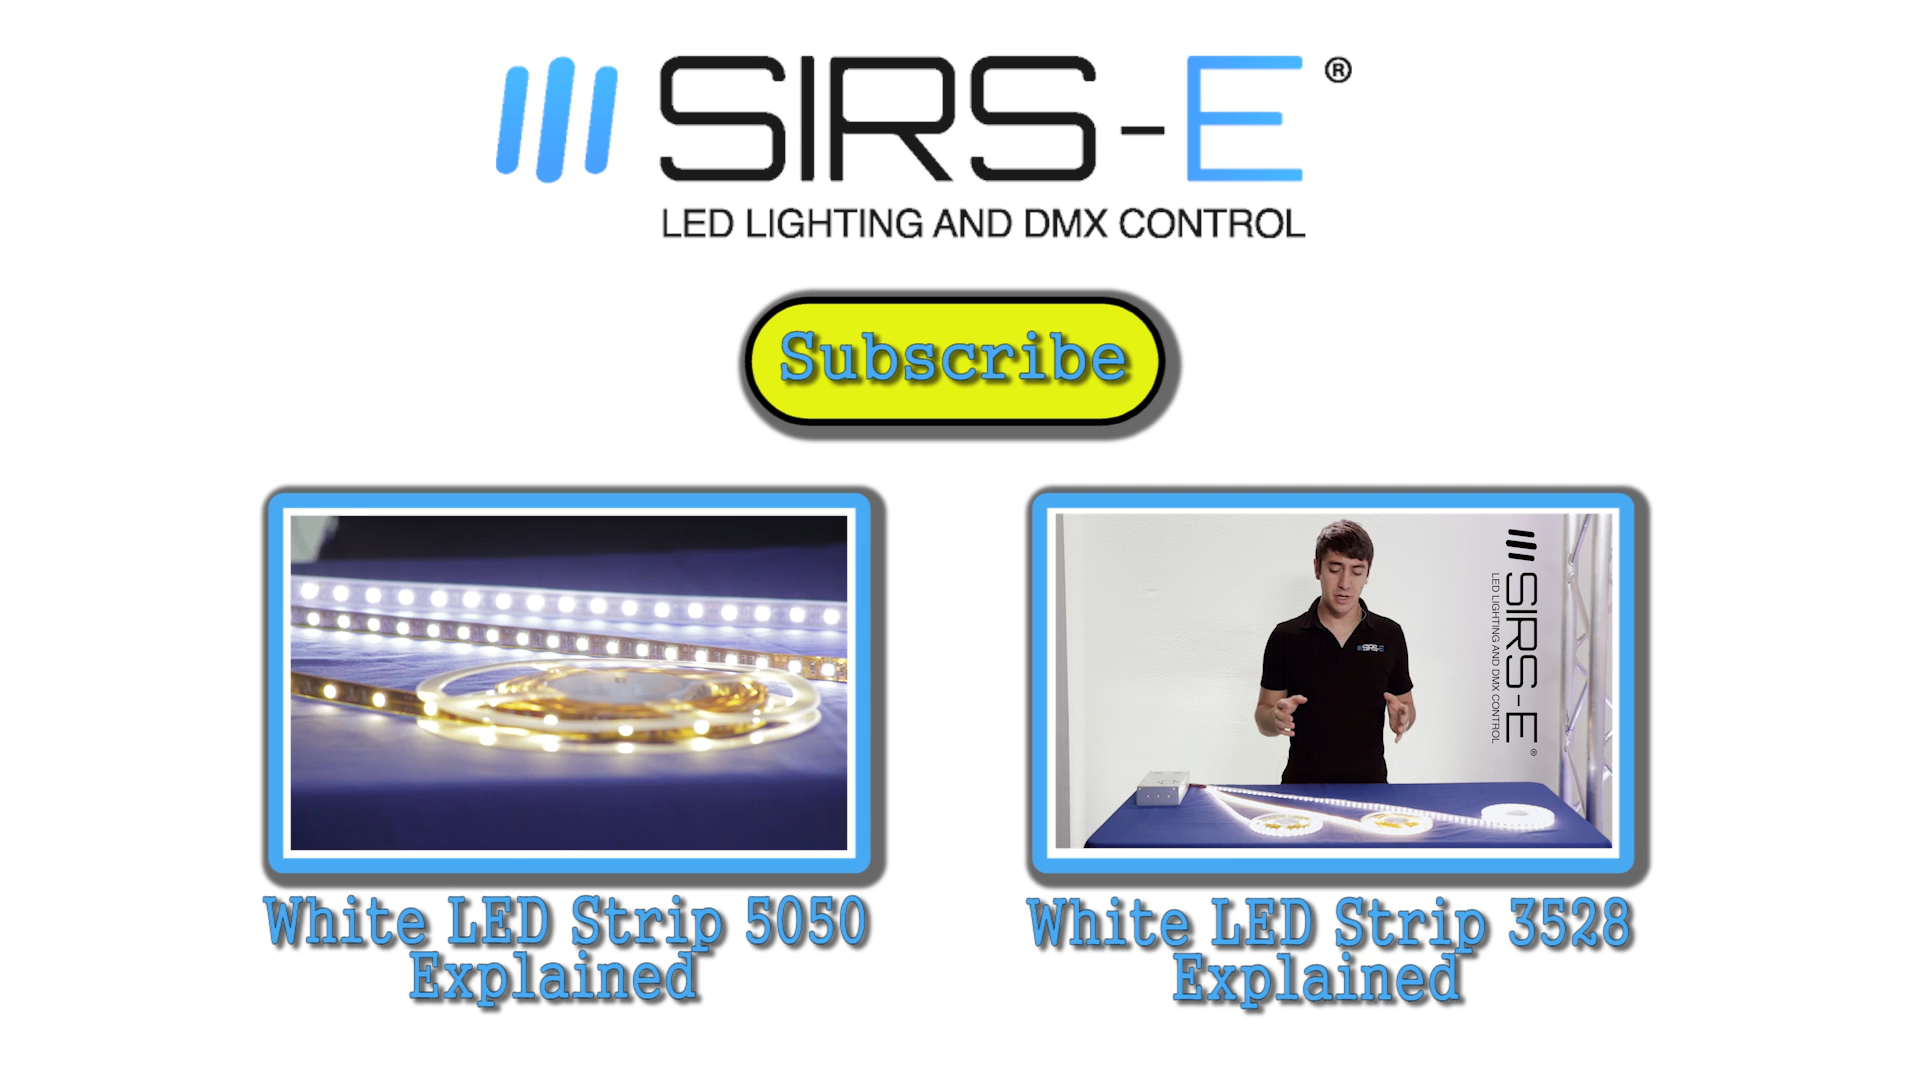 SIRS-E®
LED LIGHTING AND DMX CONTROL
Subscribe
White LED Strip 5050
Explained
SIRS-E
SIRS-E®
LED LIGHTING AND DMX CONTROL
White LED Strip 3528
Explained